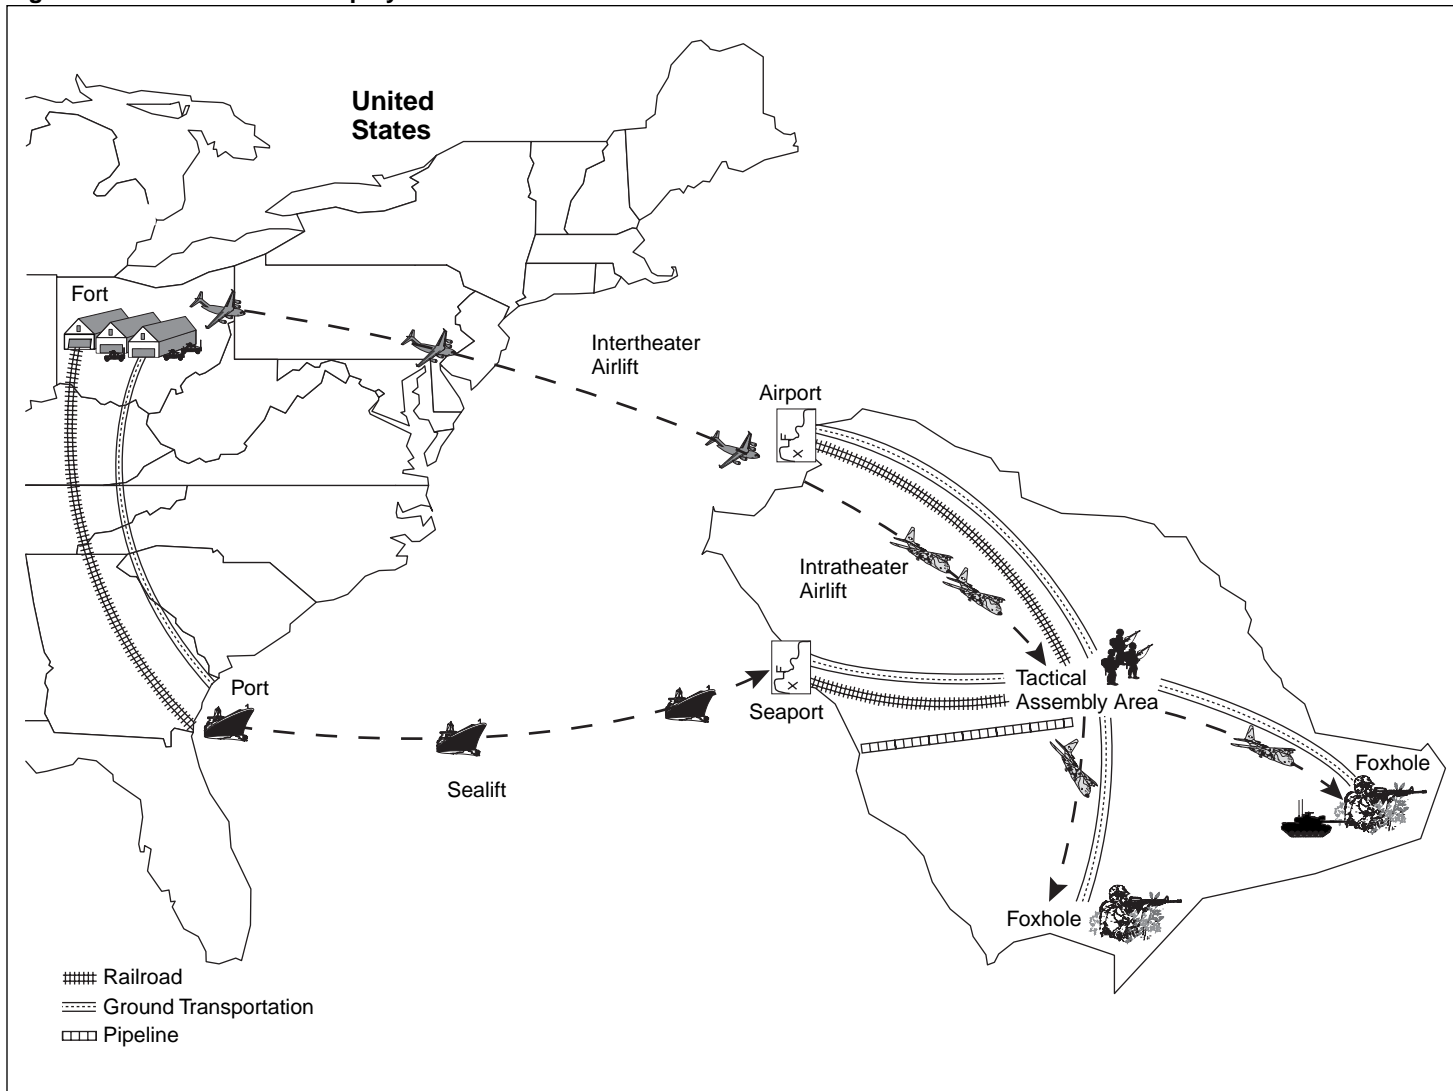 United
States
Fort
Intertheater
Airlift
Airport
Intratheater
Airlift
Port
Seaport
Tactical
Assembly Area
Sealift
Foxhole
Foxhole
Railroad
Ground Transportation
Pipeline